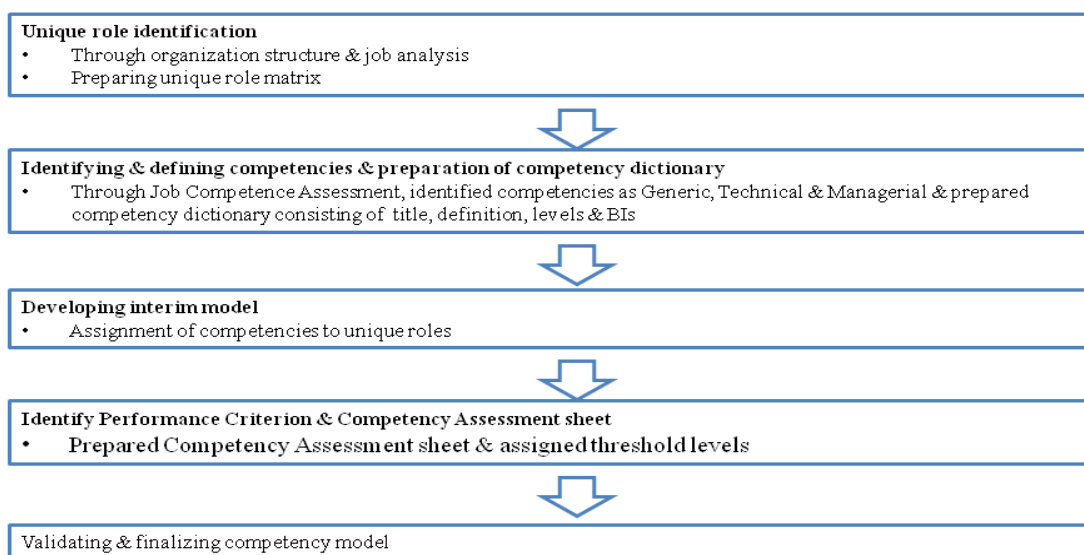 Unique role identification
• Through organization structure & job analysis
• Preparing unique role matrix
Identifying & defining competencies & preparation of competency dictionary
• Through Job Competence Assessment, identified competencies as Generic, Technical & Managerial & prepared
competency dictionary consisting of title, definition, levels & BIs
Developing interim model
• Assignment of competencies to unique roles
Identify Performance Criterion & Competency Assessment sheet
• Prepared Competency Assessment sheet & assigned threshold levels
Validating & finalizing competency model